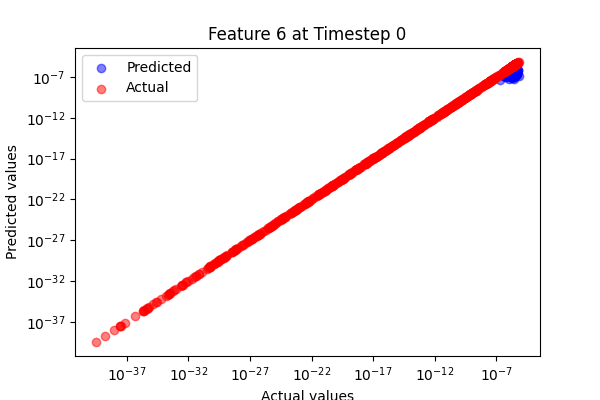 Feature 6 at Timestep 0
Predicted
Actual
Predicted values
10⁻⁷
10⁻¹²
10⁻¹⁷
10⁻²²
10⁻²⁷
10⁻³²
10⁻³⁷
10⁻³⁷ 10⁻³² 10⁻²⁷ 10⁻²² 10⁻¹⁷ 10⁻¹² 10⁻⁷
Actual values